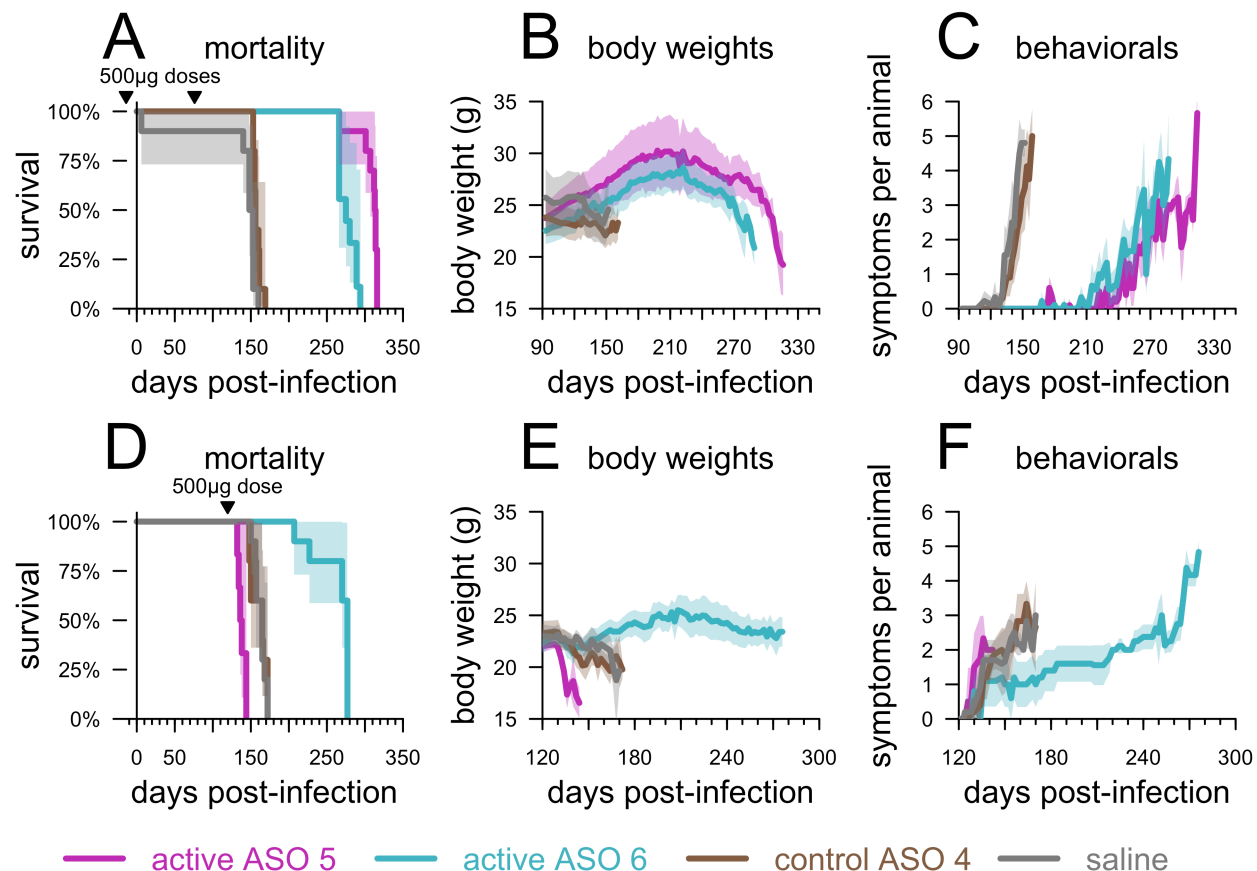 A
mortality
500µg doses
100%
75%
50%
25%
0%
survival
0 50 150 250 350
days post-infection
B
body weights
35
30
25
20
15
body weight (g)
90 150 210 270 330
days post-infection
C
behaviorals
6
5
4
3
2
1
0
symptoms per animal
90 150 210 270 330
days post-infection
D
mortality
500µg dose
100%
75%
50%
25%
0%
survival
0 50 150 250 350
days post-infection
E
body weights
35
30
25
20
15
body weight (g)
120 180 240 300
days post-infection
F
behaviorals
6
5
4
3
2
1
0
symptoms per animal
120 180 240 300
days post-infection
active ASO 5 active ASO 6 control ASO 4 saline